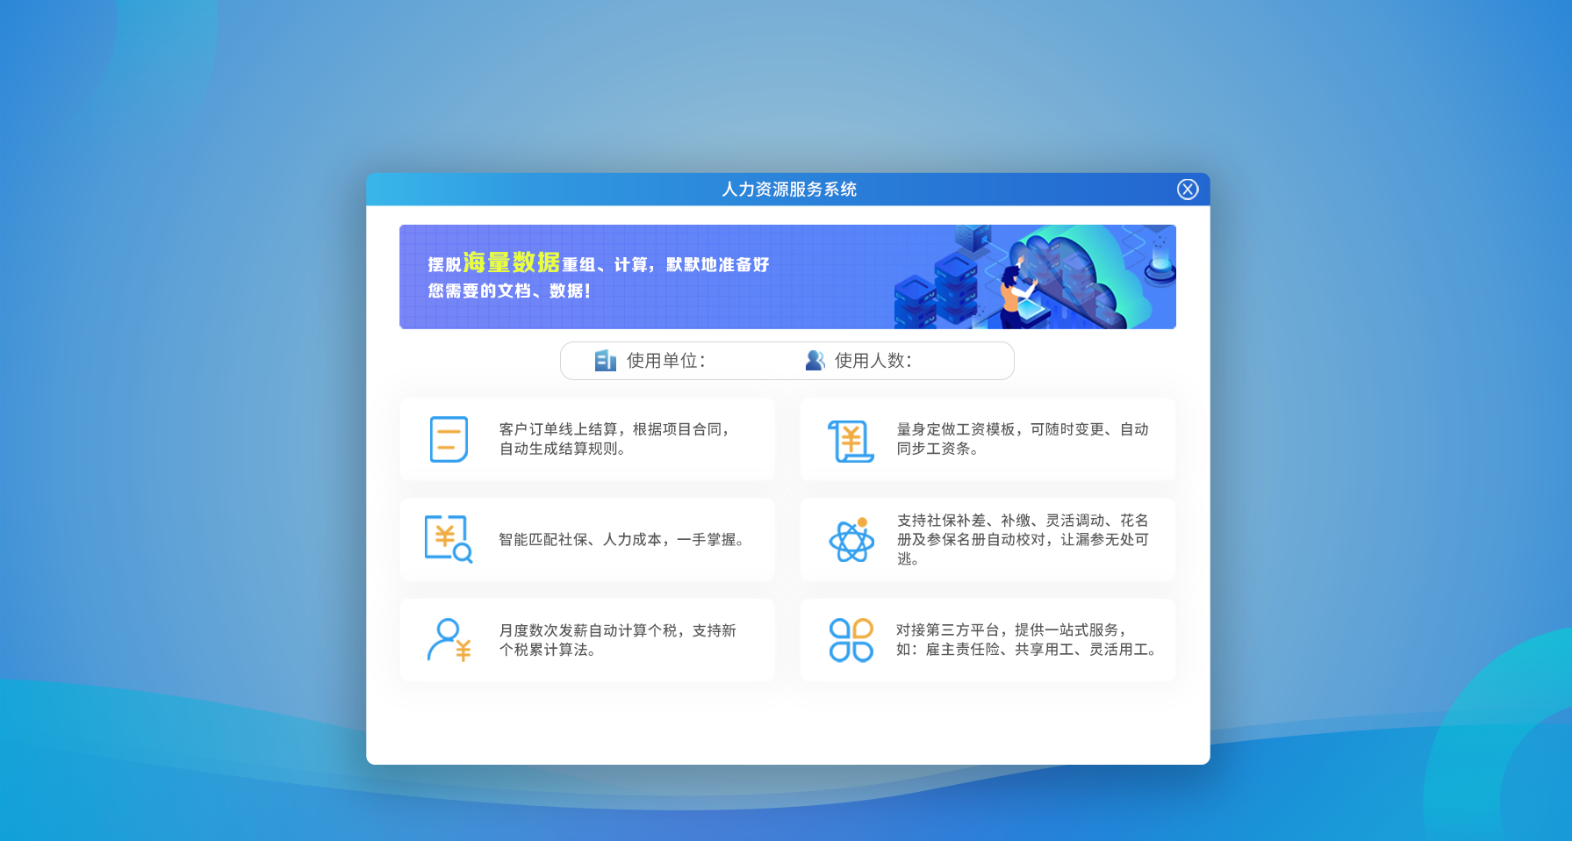 人力资源服务系统
摆脱海量数据重组、计算，默默地准备好
您需要的文档、数据！
使用单位：
使用人数：
客户订单线上结算，根据项目合同，
自动生成结算规则。
量身定做工资模板，可随时变更、自动
同步工资条。
智能匹配社保、人力成本，一手掌握。
支持社保补差、补缴、灵活调动、花名
册及参保名册自动校对，让漏参无处可
逃。
月度数次发薪自动计算个税，支持新
个税累计算法。
对接第三方平台，提供一站式服务，
如：雇主责任险、共享用工、灵活用工。